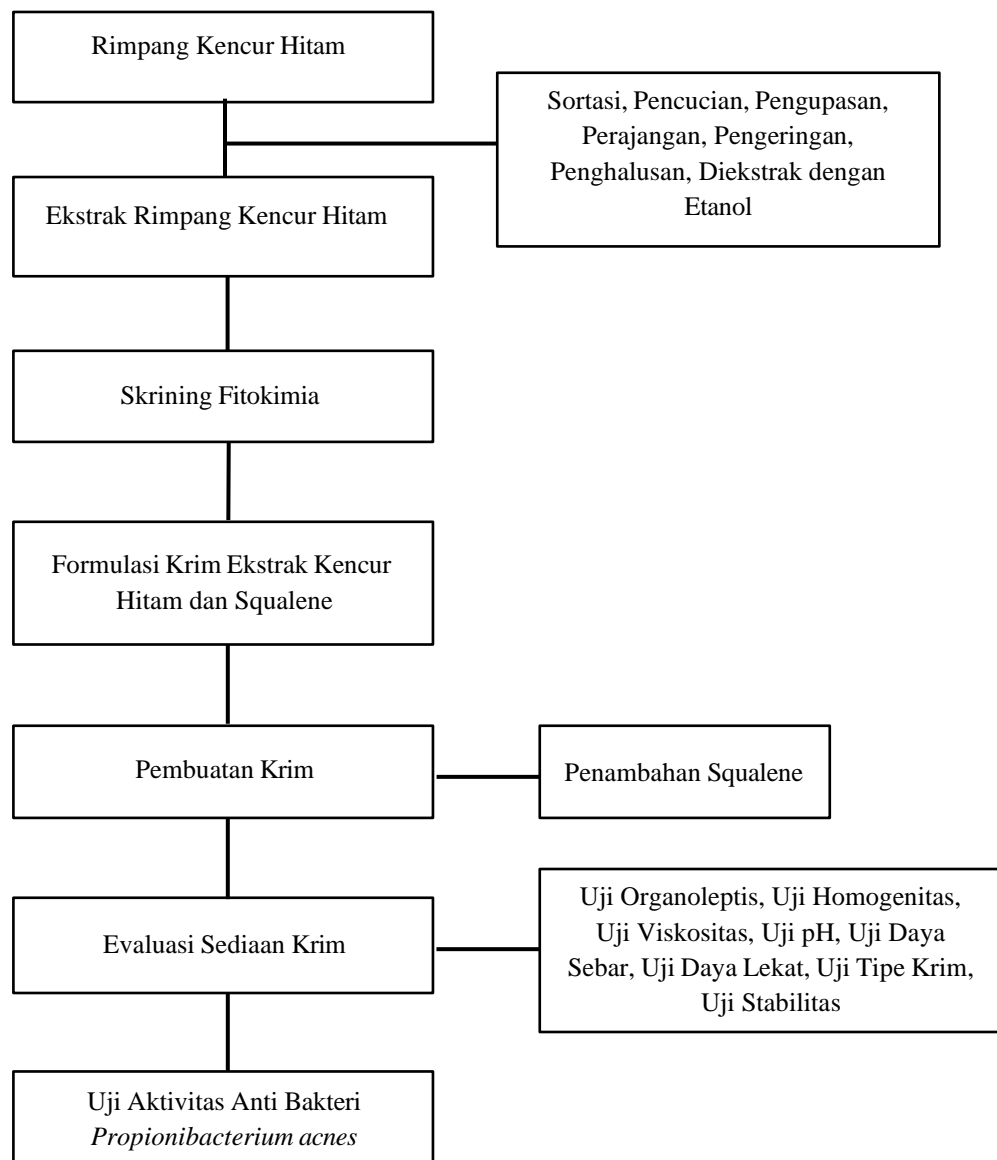 Rimpang Kencur Hitam
Sortasi, Pencucian, Pengupasan,
Perajangan, Pengeringan,
Penghalusan, Diekstrak dengan
Etanol
Ekstrak Rimpang Kencur Hitam
Skrining Fitokimia
Formulasi Krim Ekstrak Kencur
Hitam dan Squalene
Pembuatan Krim
Penambahan Squalene
Evaluasi Sediaan Krim
Uji Organoleptis, Uji Homogenitas,
Uji Viskositas, Uji pH, Uji Daya
Sebar, Uji Daya Lekat, Uji Tipe Krim,
Uji Stabilitas
Uji Aktivitas Anti Bakteri
Propionibacterium acnes